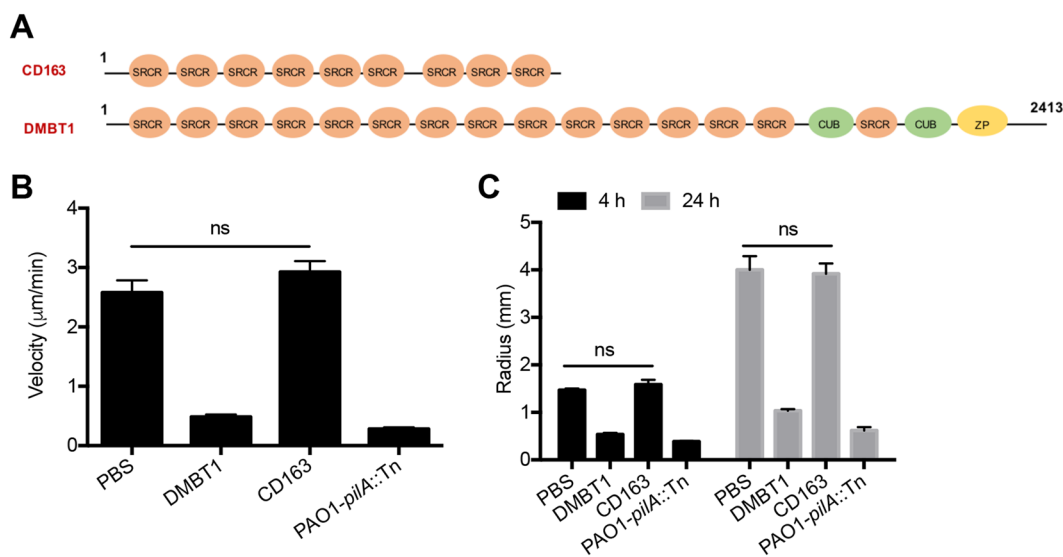 A
1
CD163
SRCR SRCR SRCR SRCR SRCR SRCR SRCR SRCR SRCR
1
2413
DMBT1
SRCR SRCR SRCR SRCR SRCR SRCR SRCR SRCR SRCR SRCR SRCR SRCR SRCR SRCR CUB SRCR CUB ZP
B
Velocity (µm/min)
4
3
2
1
0
ns
PBS
DMBT1
CD163
PAO1-pilA::Tn
C
4 h
24 h
Radius (mm)
5
4
3
2
1
0
ns
ns
PBS
DMBT1
CD163
PAO1-pilA::Tn
PBS
DMBT1
CD163
PAO1-pilA::Tn